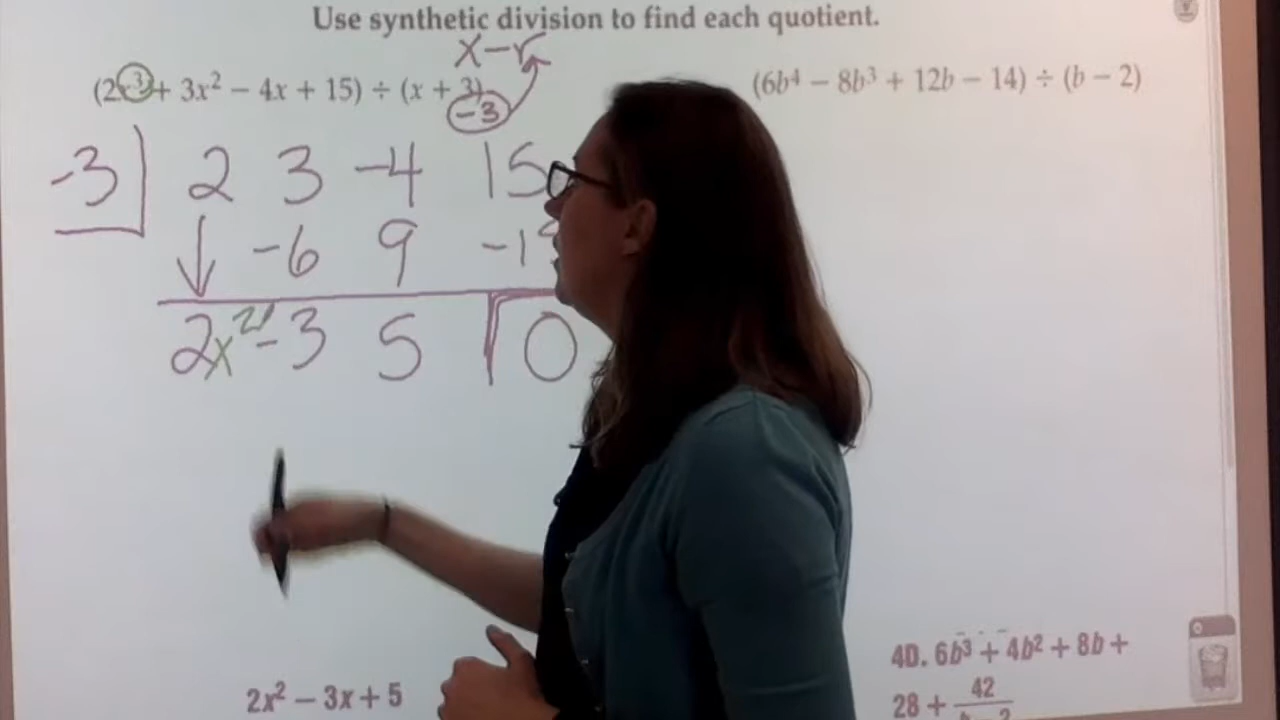 Use synthetic division to find each quotient.
x - r
(2x³ + 3x² − 4x + 15) ÷ (x + 3)
-3
(6b⁴ − 8b³ + 12b − 14) ÷ (b − 2)
-3 2 3 -4 15
-6 9
2x² -3 5 0
2x² − 3x + 5
40. 6b³ + 4b² + 8b +
28 + 42